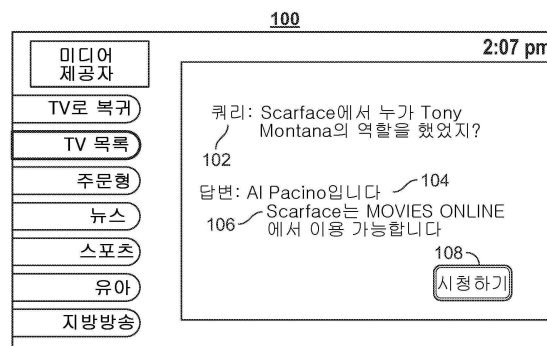 100
2:07 pm
미디어
제공자
TV로 복귀
TV 목록
주문형
뉴스
스포츠
유아
지방방송
쿼리: Scarface에서 누가 Tony
Montana의 역할을 했었지?
102
답변: Al Pacino입니다 104
106 Scarface는 MOVIES ONLINE
에서 이용 가능합니다
108
시청하기